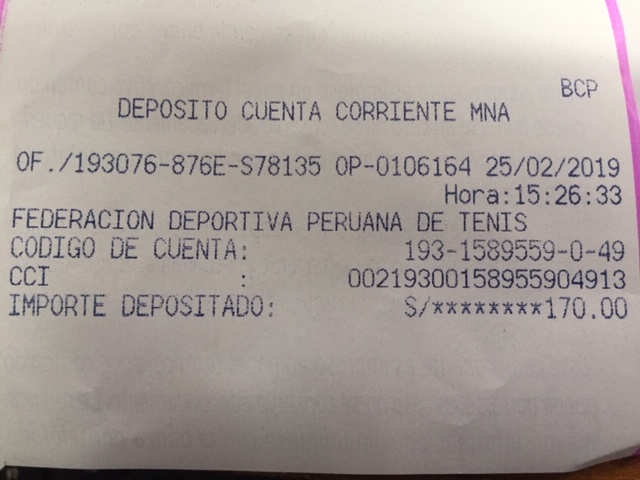 BCP
DEPOSITO CUENTA CORRIENTE MNA
OF./193076-876E-S78135 OP-0106164 25/02/2019
Hora:15:26:33
FEDERACION DEPORTIVA PERUANA DE TENIS
CODIGO DE CUENTA: 193-1589559-0-49
CCI : 00219300158955904913
IMPORTE DEPOSITADO: S/*********170.00